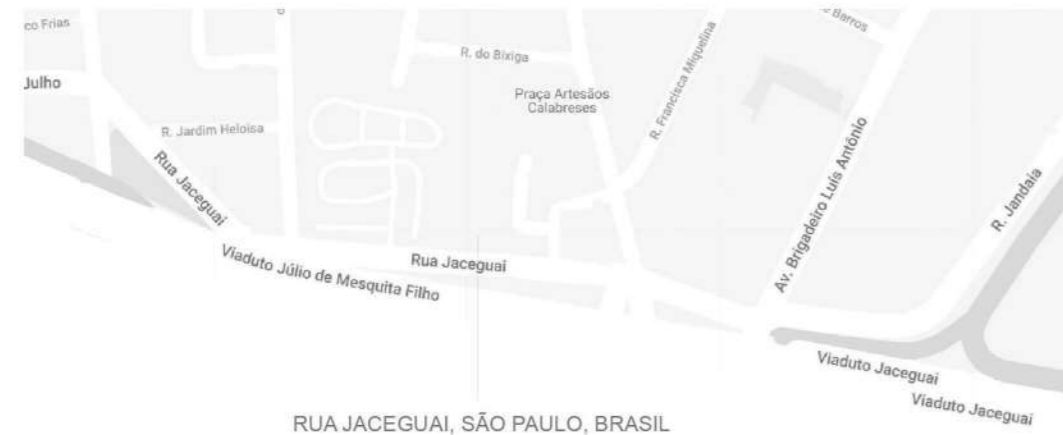 co Frias
Barros
R. do Bixiga
Julho
Praça Artesãos
Calabreses
R. Francisca Miquelina
R. Jardim Heloisa
Rua Jaceguai
Av. Brigadeiro Luís Antônio
R. Jandaia
Viaduto Júlio de Mesquita Filho
Rua Jaceguai
Viaduto Jaceguai
Viaduto Jaceguai
RUA JACEGUAI, SÃO PAULO, BRASIL